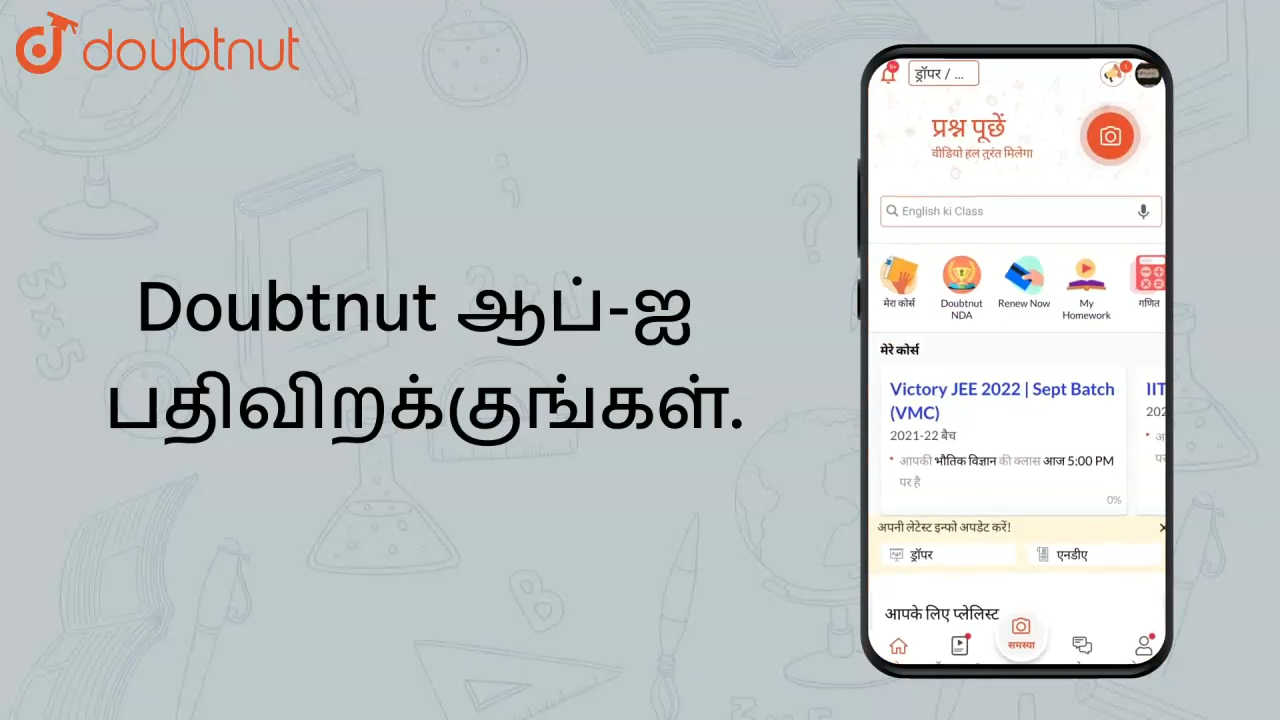 doubtnut
Doubtnut ஆப்-ஐ
பதிவிறக்குங்கள்.
ड्रॉपर / ...
प्रश्न पूछें
वीडियो हल तुरंत मिलेगा
English ki Class
मेरा कोर्स
Doubtnut
NDA
Renew Now
My
Homework
गणित
मेरे कोर्स
Victory JEE 2022 | Sept Batch
(VMC)
2021-22 बैच
आपकी भौतिक विज्ञान की क्लास आज 5:00 PM
पर है
0%
IIT
202
अपनी लेटेस्ट इन्फो अपडेट करें!
ड्रॉपर
एनडीए
आपके लिए प्लेलिस्ट
समस्या